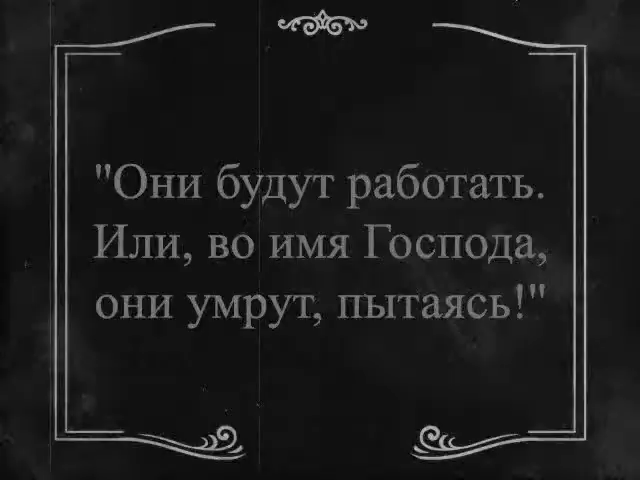 "Они будут работать.
Или, во имя Господа,
они умрут, пытаясь!"